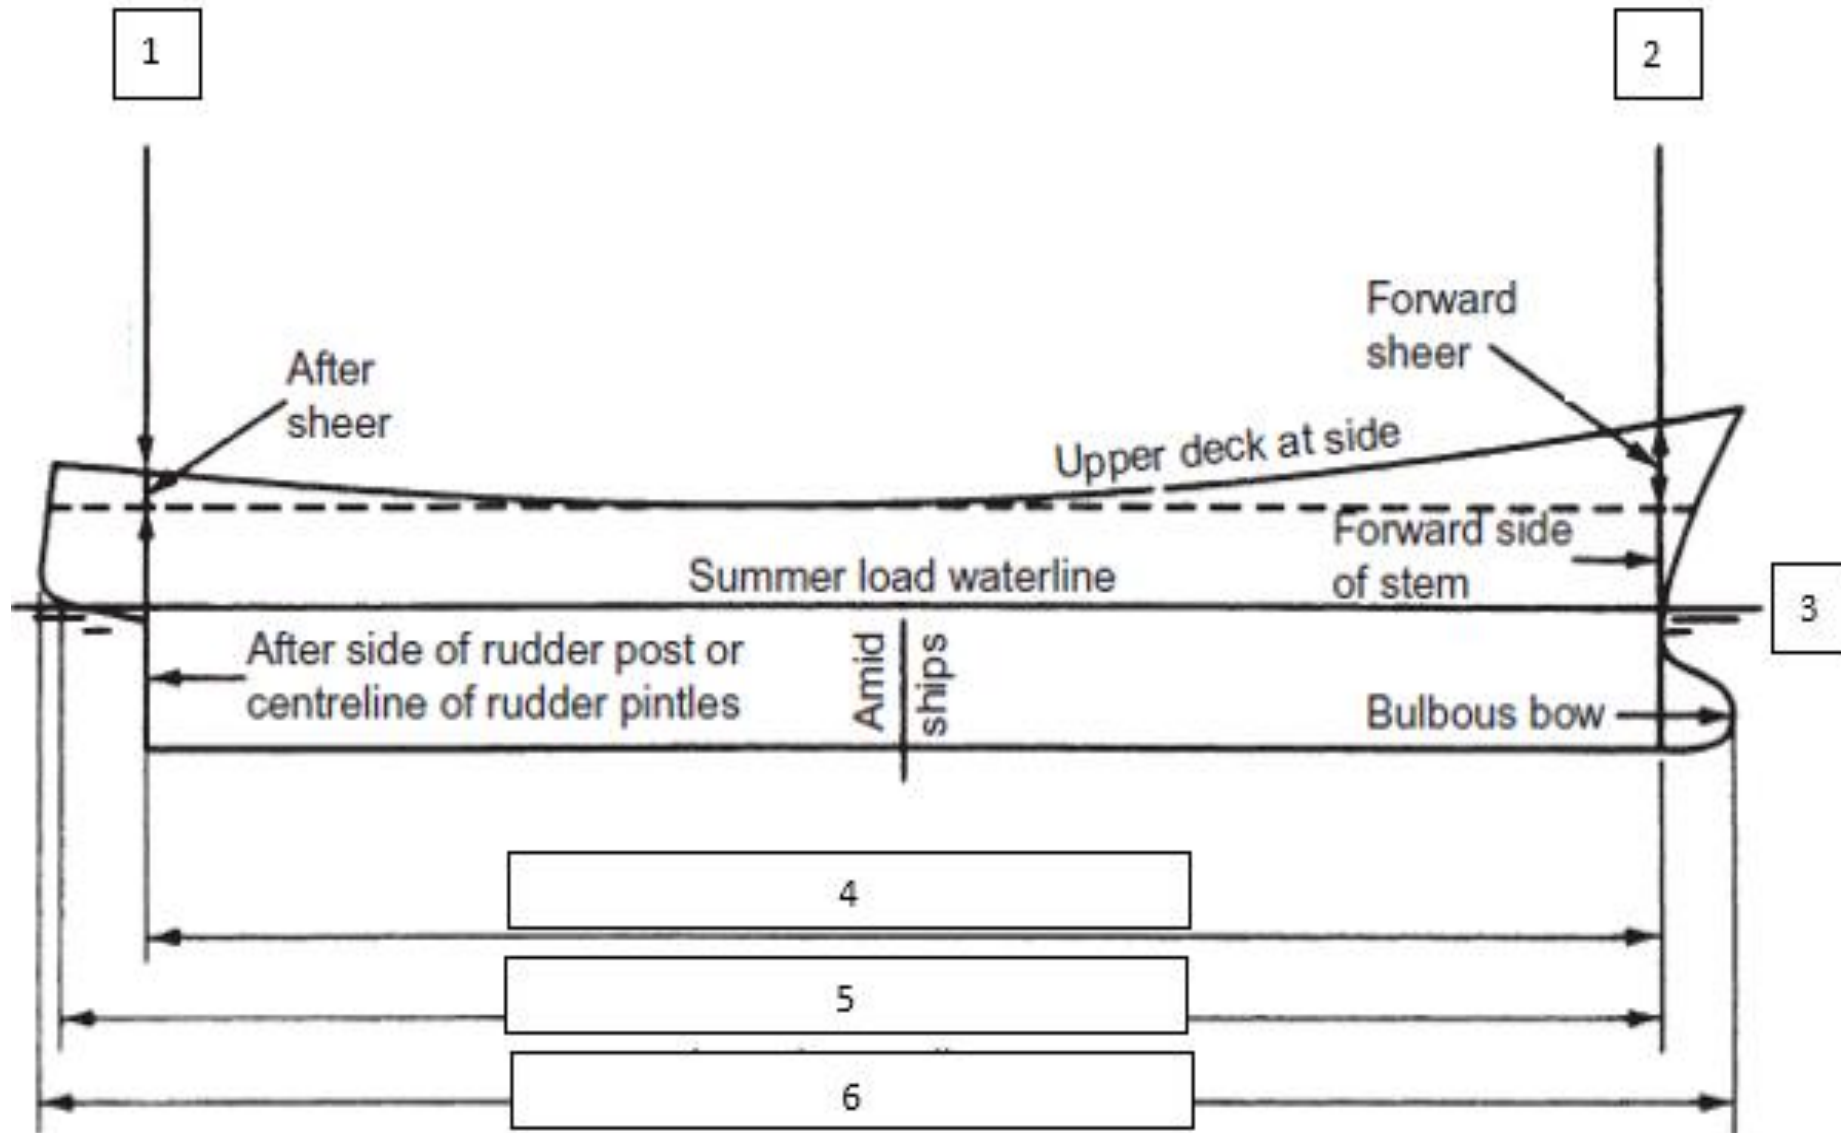 1
2
Forward
sheer
After
sheer
Upper deck at side
Forward side
of stem
Summer load waterline
3
After side of rudder post or
centreline of rudder pintles
Amid
ships
Bulbous bow
4
5
6